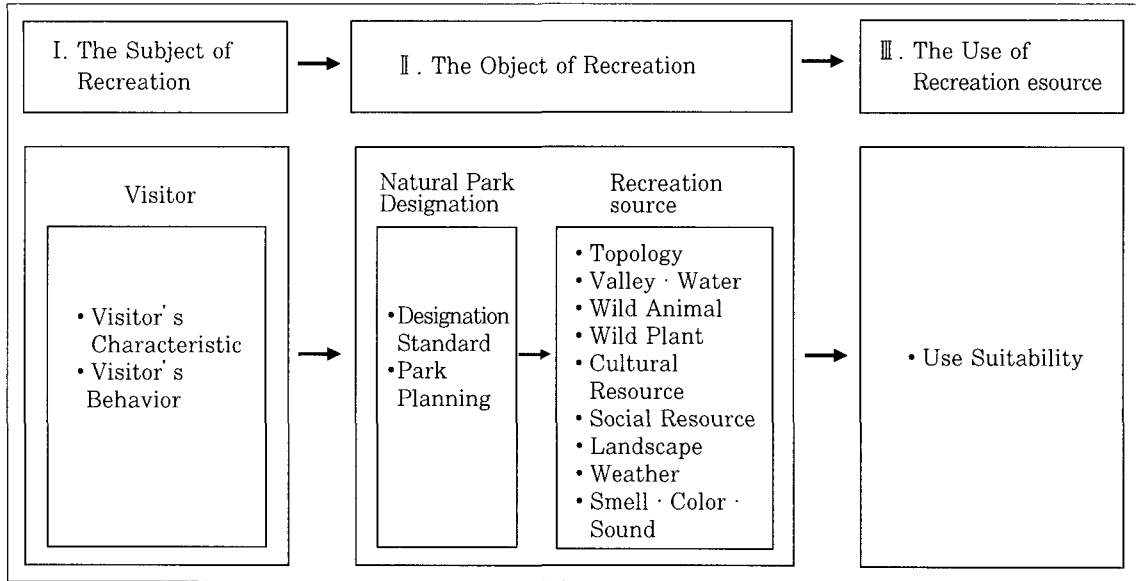 Ⅰ. The Subject of
Recreation
Ⅱ. The Object of Recreation
Ⅲ. The Use of
Recreation esource
Visitor
• Visitor's
Characteristic
• Visitor's
Behavior
Natural Park
Designation
• Designation
Standard
• Park
Planning
Recreation
source
• Topology
• Valley · Water
• Wild Animal
• Wild Plant
• Cultural
Resource
• Social Resource
• Landscape
• Weather
• Smell · Color ·
Sound
• Use Suitability